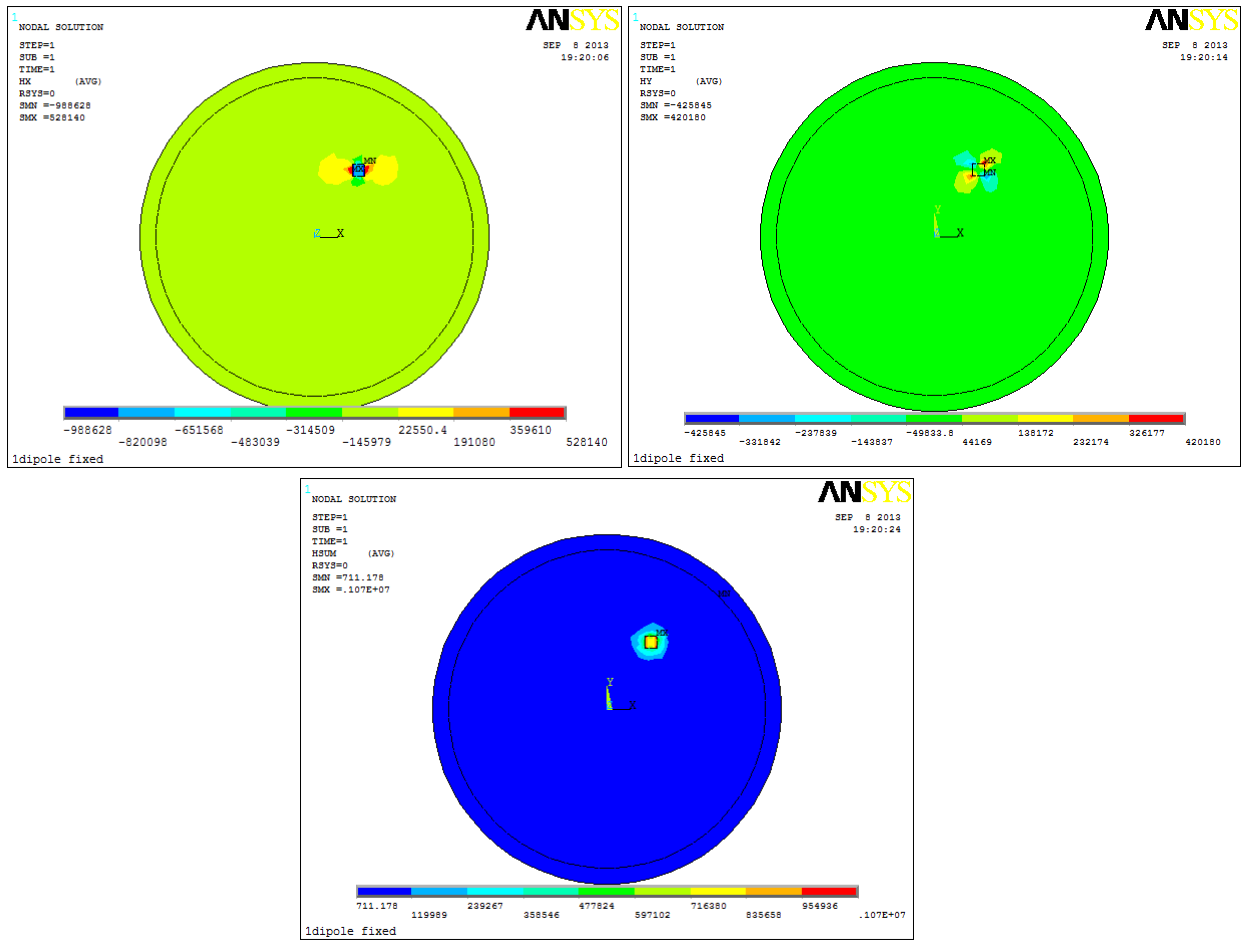 1
NODAL SOLUTION
STEP=1
SUB =1
TIME=1
HX (AVG)
RSYS=0
SMN =-988628
SMX =528140
ANSYS
SEP 8 2013
19:20:06
MN
MX
Z X
-988628 -820098 -651568 -483039 -314509 -145979 22550.4 191080 359610 528140
1dipole fixed
1
NODAL SOLUTION
STEP=1
SUB =1
TIME=1
HY (AVG)
RSYS=0
SMN =-425845
SMX =420180
ANSYS
SEP 8 2013
19:20:14
MX
MN
Y
X
-425845 -331842 -237839 -143837 -49833.8 44169 138172 232174 326177 420180
1dipole fixed
1
NODAL SOLUTION
STEP=1
SUB =1
TIME=1
HSUM (AVG)
RSYS=0
SMN =711.178
SMX =.107E+07
ANSYS
SEP 8 2013
19:20:24
MN
MX
Y
X
711.178 119989 239267 358546 477824 597102 716380 835658 954936 .107E+07
1dipole fixed